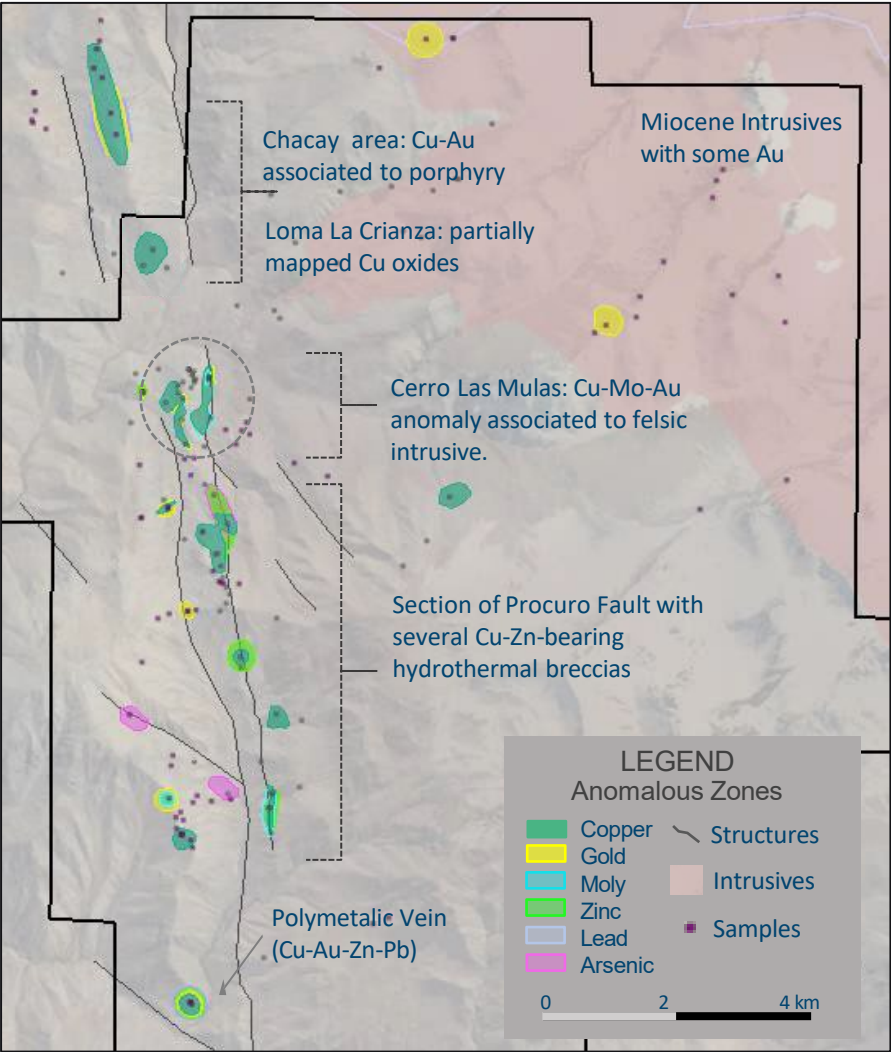 Miocene Intrusives
with some Au
Chacay area: Cu-Au
associated to porphyry
Loma La Crianza: partially
mapped Cu oxides
Cerro Las Mulas: Cu-Mo-Au
anomaly associated to felsic
intrusive.
Section of Procuro Fault with
several Cu-Zn-bearing
hydrothermal breccias
Polymetalic Vein
(Cu-Au-Zn-Pb)
LEGEND
Anomalous Zones
Copper
Gold
Moly
Zinc
Lead
Arsenic
Structures
Intrusives
Samples
0 2 4 km